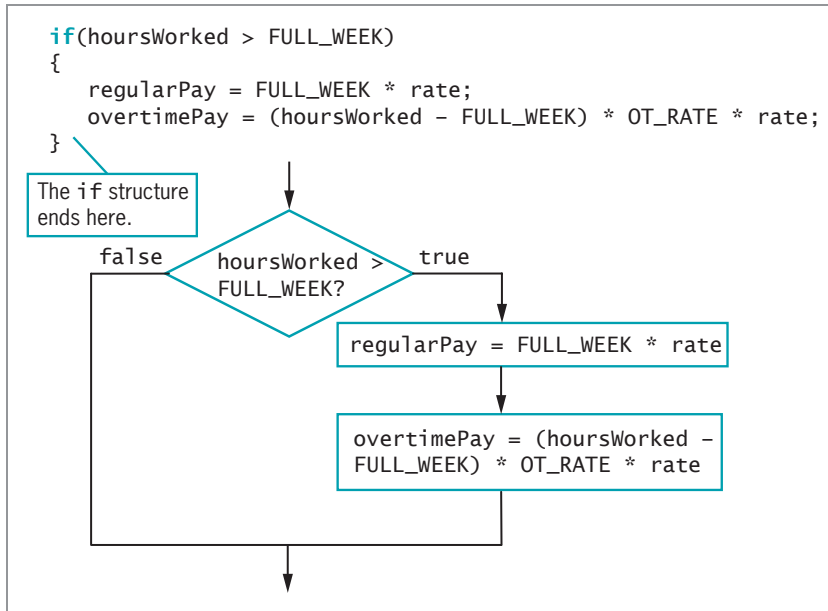 if(hoursWorked > FULL_WEEK)
{
regularPay = FULL_WEEK * rate;
overtimePay = (hoursWorked – FULL_WEEK) * OT_RATE * rate;
}
The if structure
ends here.
false
hoursWorked >
FULL_WEEK?
true
regularPay = FULL_WEEK * rate
overtimePay = (hoursWorked –
FULL_WEEK) * OT_RATE * rate